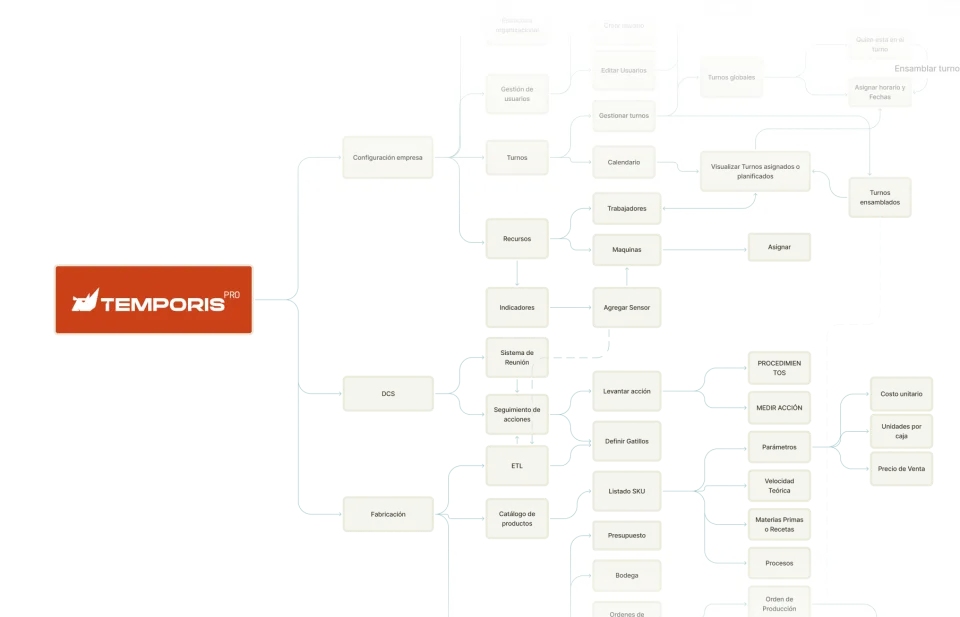 Estructura
organizacional
Crear usuarios
Quien esta en el
turno
Ensamblar turno
Editar Usuarios
Turnos globales
Gestión de
usuarios
Asignar horario y
Fechas
Gestionar turnos
Configuración empresa
Turnos
Calendario
Visualizar Turnos asignados o
planificados
Turnos
ensamblados
Trabajadores
Recursos
Maquinas
Asignar
TEMPORIS PRO
Indicadores
Agregar Sensor
Sistema de
Reunión
PROCEDIMIEN
TOS
DCS
Levantar acción
Costo unitario
Seguimiento de
acciones
MEDIR ACCIÓN
Unidades por
caja
Definir Gatillos
Parámetros
ETL
Precio de Venta
Velocidad
Teórica
Listado SKU
Fabricación
Catálogo de
productos
Materias Primas
o Recetas
Presupuesto
Procesos
Bodega
Orden de
Producción
Ordenes de